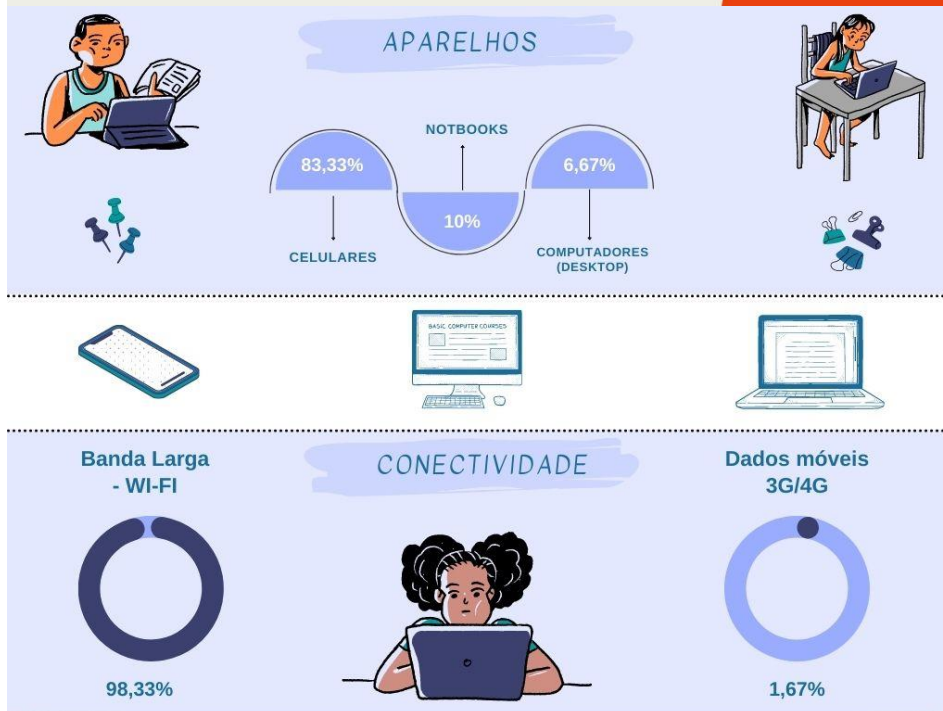 APARELHOS
NOTBOOKS
83,33%
6,67%
10%
CELULARES
COMPUTADORES
(DESKTOP)
BASIC COMPUTER COURSES
CONECTIVIDADE
Banda Larga
- WI-FI
Dados móveis
3G/4G
98,33%
1,67%